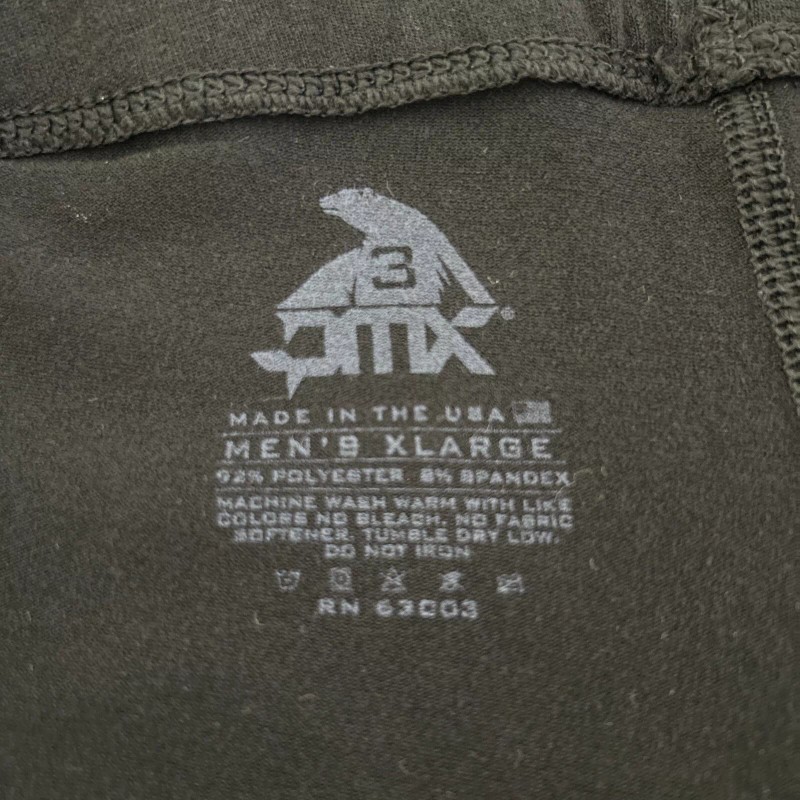 3
PMX®
MADE IN THE USA
MEN'S XLARGE
92% POLYESTER 8% SPANDEX
MACHINE WASH WARM WITH LIKE
COLORS NO BLEACH. NO FABRIC
SOFTENER. TUMBLE DRY LOW.
DO NOT IRON
RN 63003